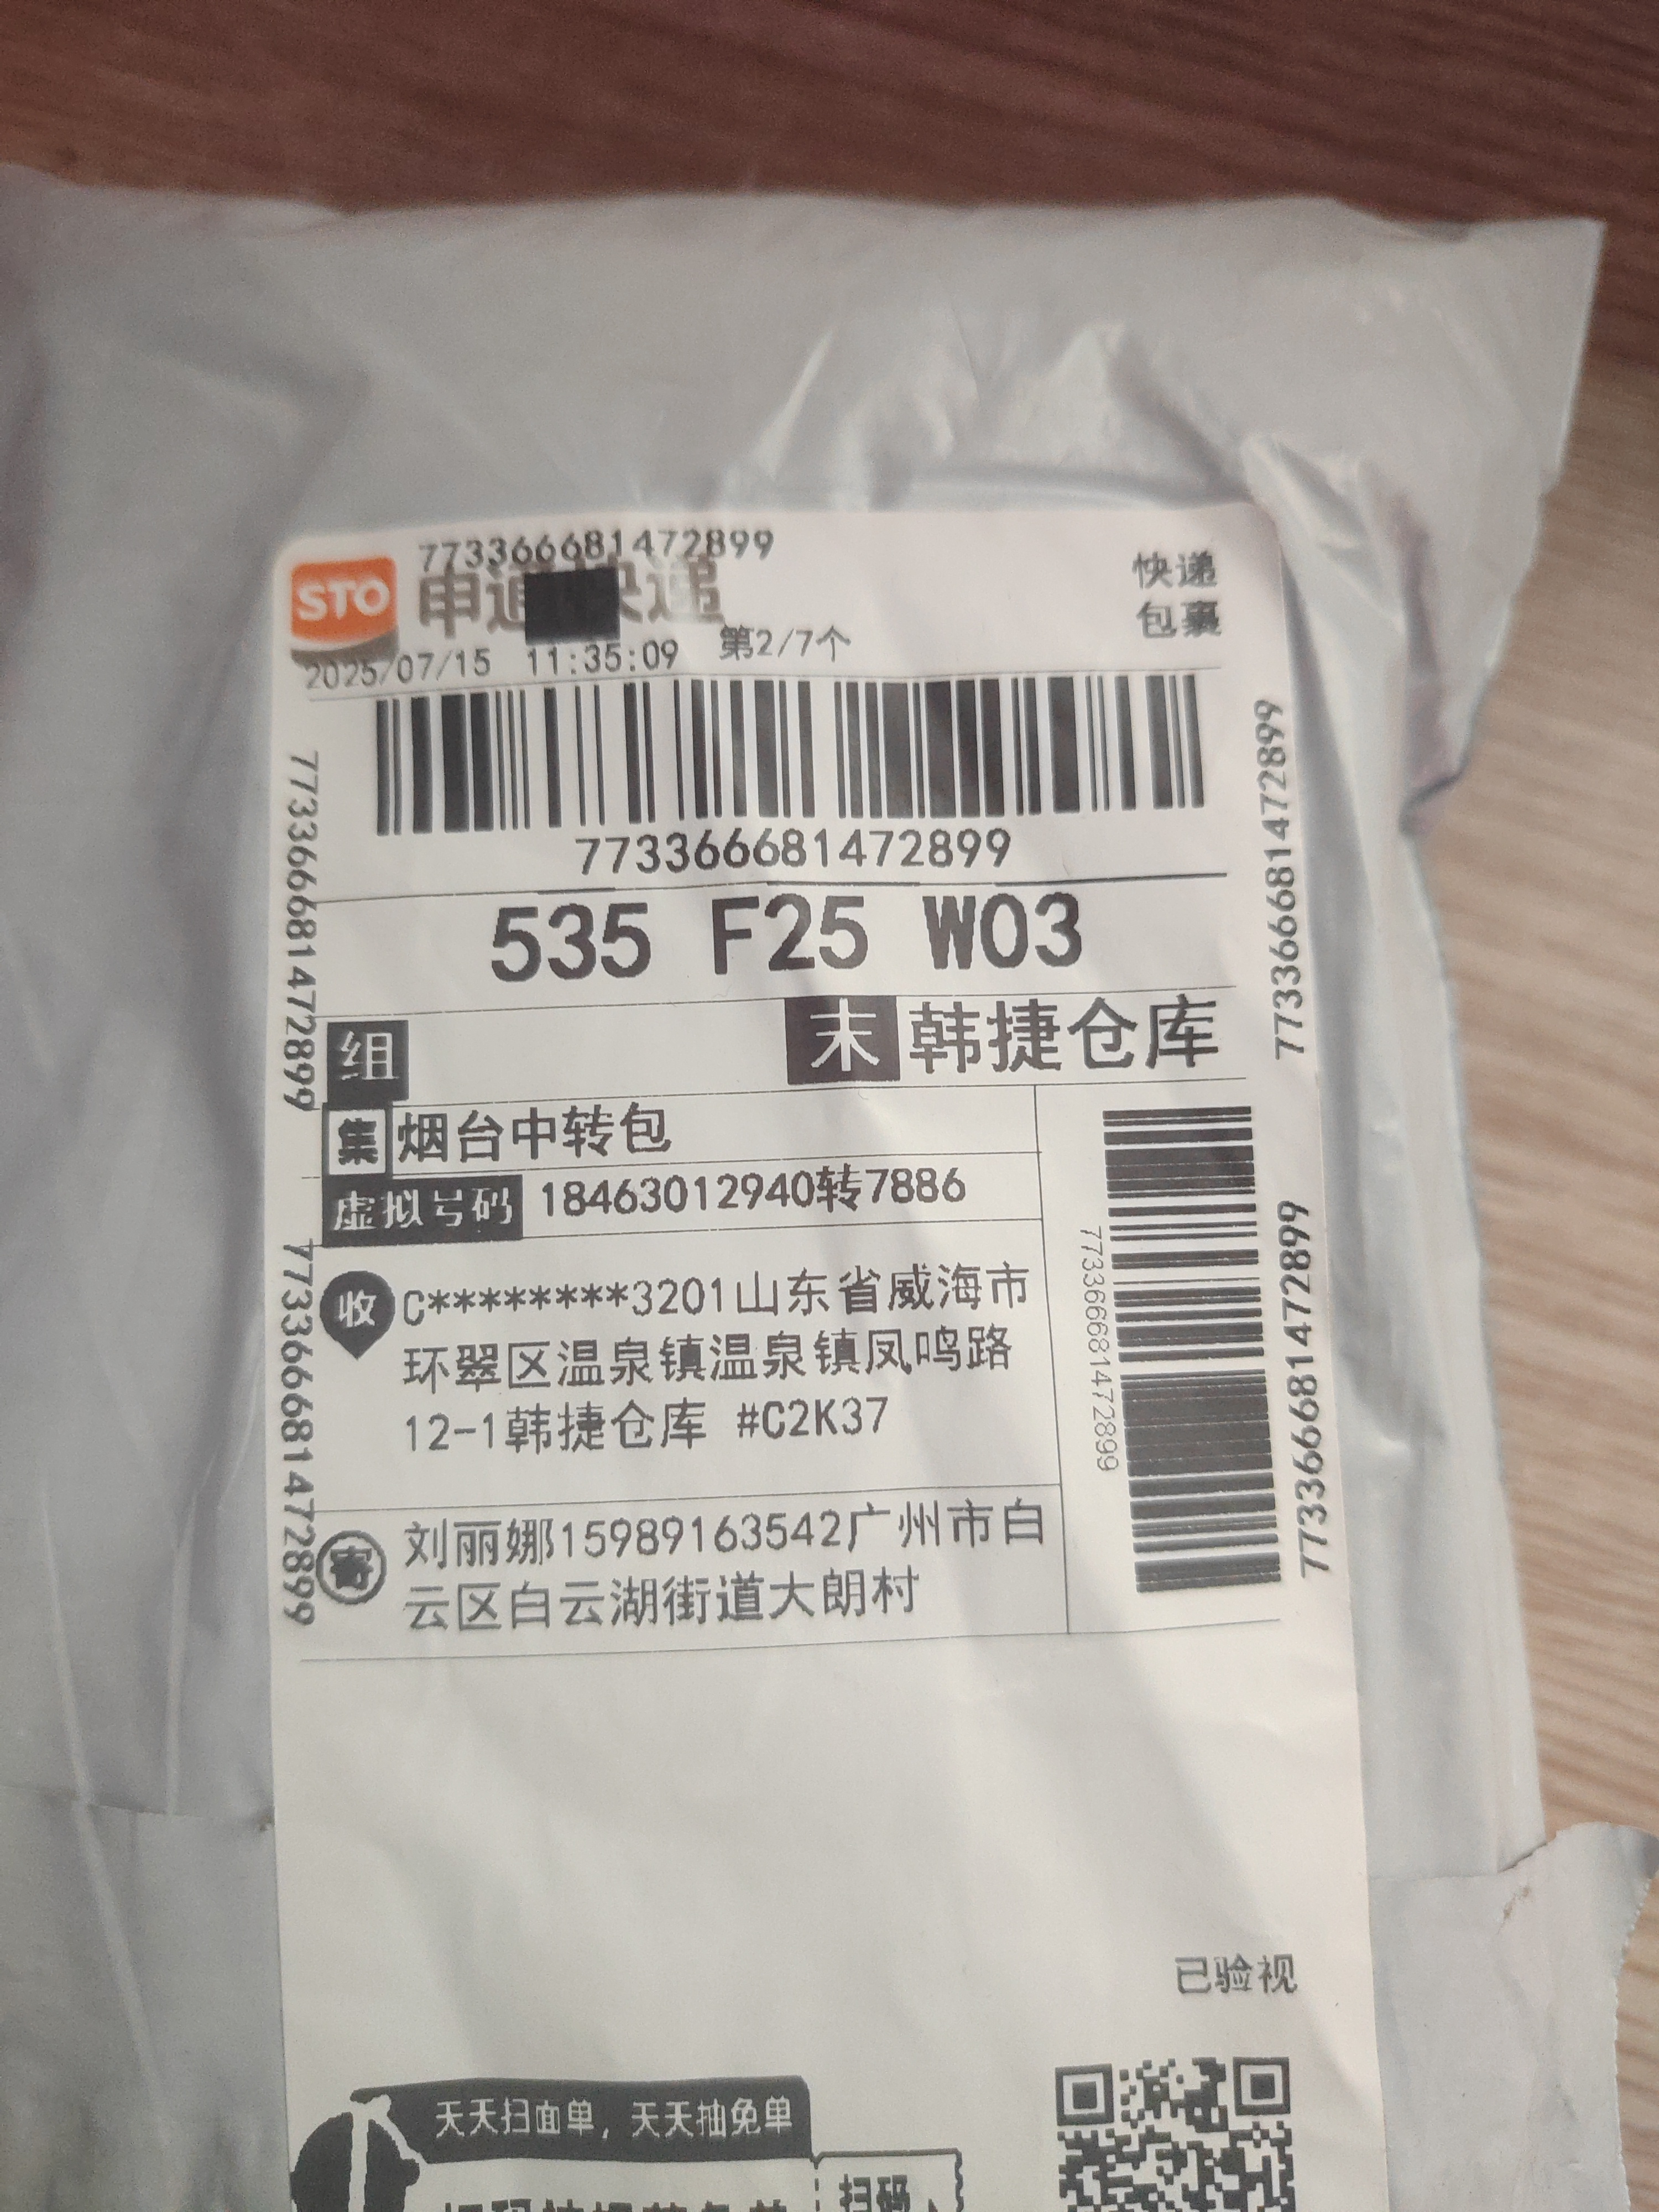 773366681472899
STO 申通快递
快递
包裹
2025/07/15 11:35:09 第2/7个
773366681472899
535 F25 W03
组
末 韩捷仓库
集 烟台中转包
虚拟号码 18463012940转7886
收 C********3201山东省威海市
环翠区温泉镇温泉镇凤鸣路
12-1韩捷仓库 #C2K37
寄 刘丽娜15989163542广州市白
云区白云湖街道大朗村
773366681472899
773366681472899
773366681472899
773366681472899
773366681472899
已验视
天天扫面单，天天抽免单
扫码